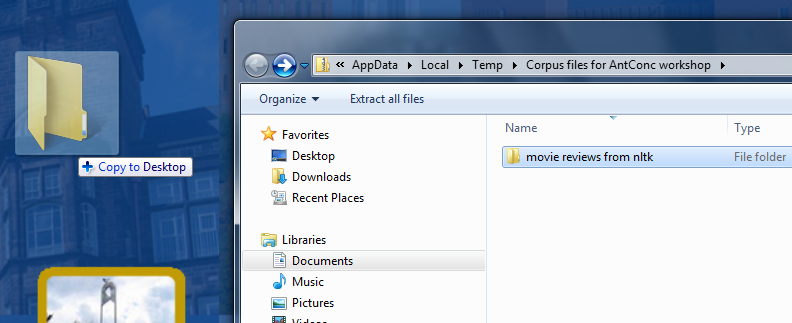 « AppData Local Temp Corpus files for AntConc workshop
Organize Extract all files
Name Type
Favorites
Desktop
Downloads
Recent Places
movie reviews from nltk File folder
Copy to Desktop
Libraries
Documents
Music
Pictures
Videos